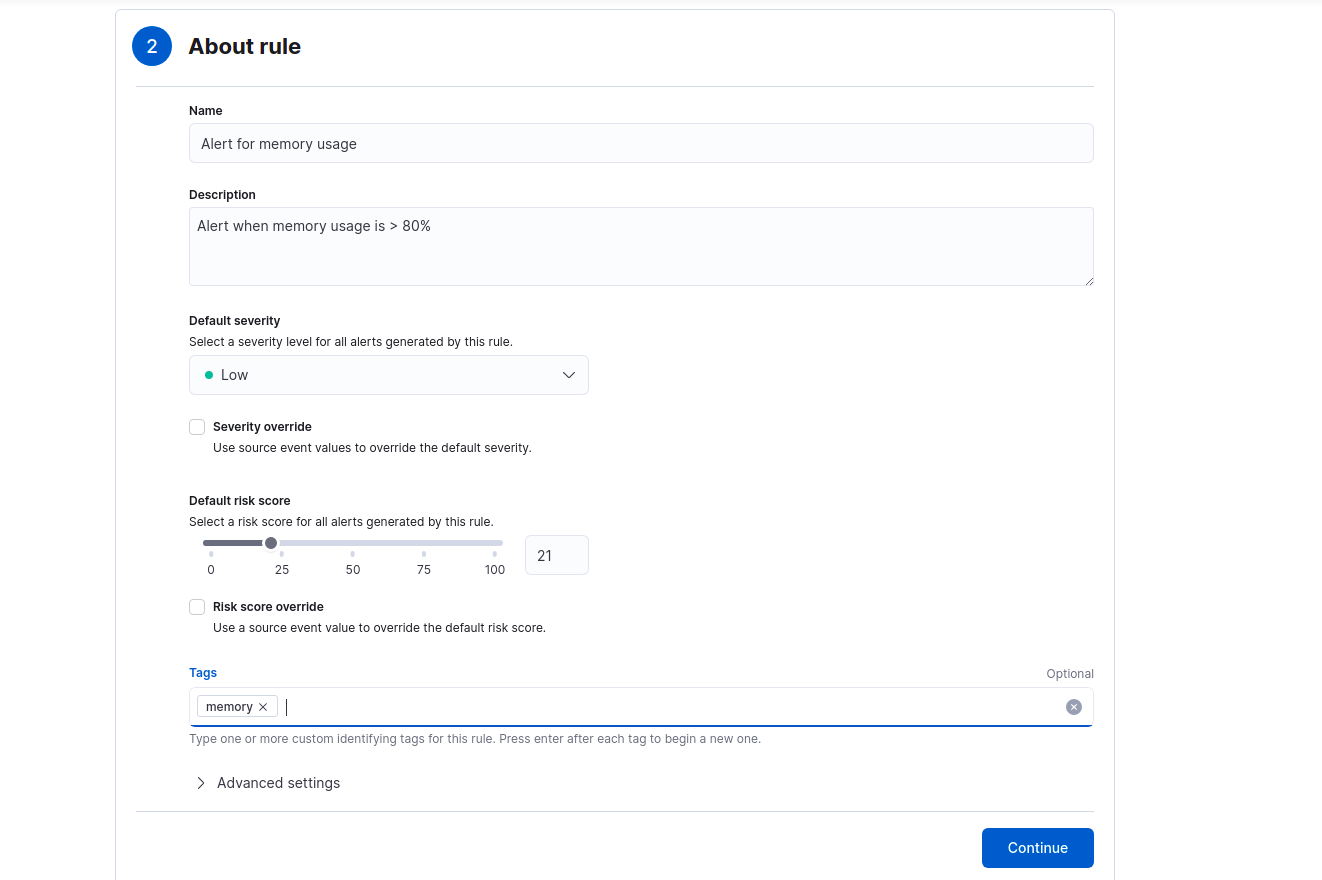 2 About rule
Name
Alert for memory usage
Description
Alert when memory usage is > 80%
Default severity
Select a severity level for all alerts generated by this rule.
Low
Severity override
Use source event values to override the default severity.
Default risk score
Select a risk score for all alerts generated by this rule.
0 25 50 75 100
21
Risk score override
Use a source event value to override the default risk score.
Tags Optional
memory
Type one or more custom identifying tags for this rule. Press enter after each tag to begin a new one.
Advanced settings
Continue